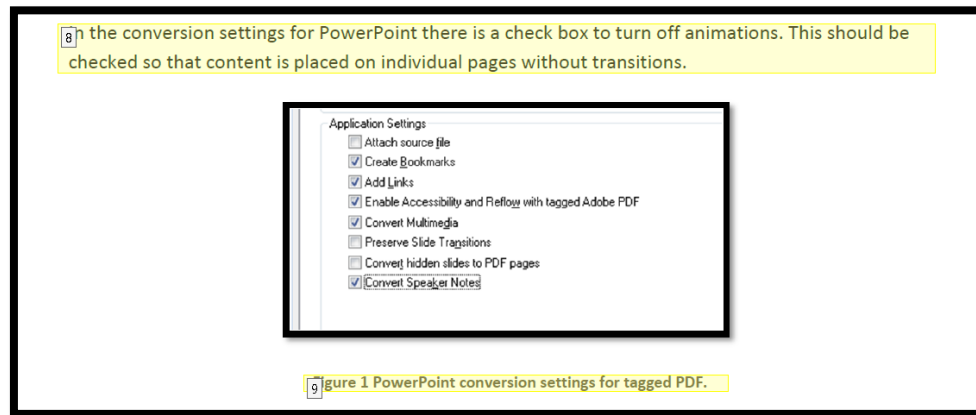 8
n the conversion settings for PowerPoint there is a check box to turn off animations. This should be
checked so that content is placed on individual pages without transitions.
Application Settings
Attach source file
Create Bookmarks
Add Links
Enable Accessibility and Reflow with tagged Adobe PDF
Convert Multimedia
Preserve Slide Transitions
Convert hidden slides to PDF pages
Convert Speaker Notes
9
igure 1 PowerPoint conversion settings for tagged PDF.